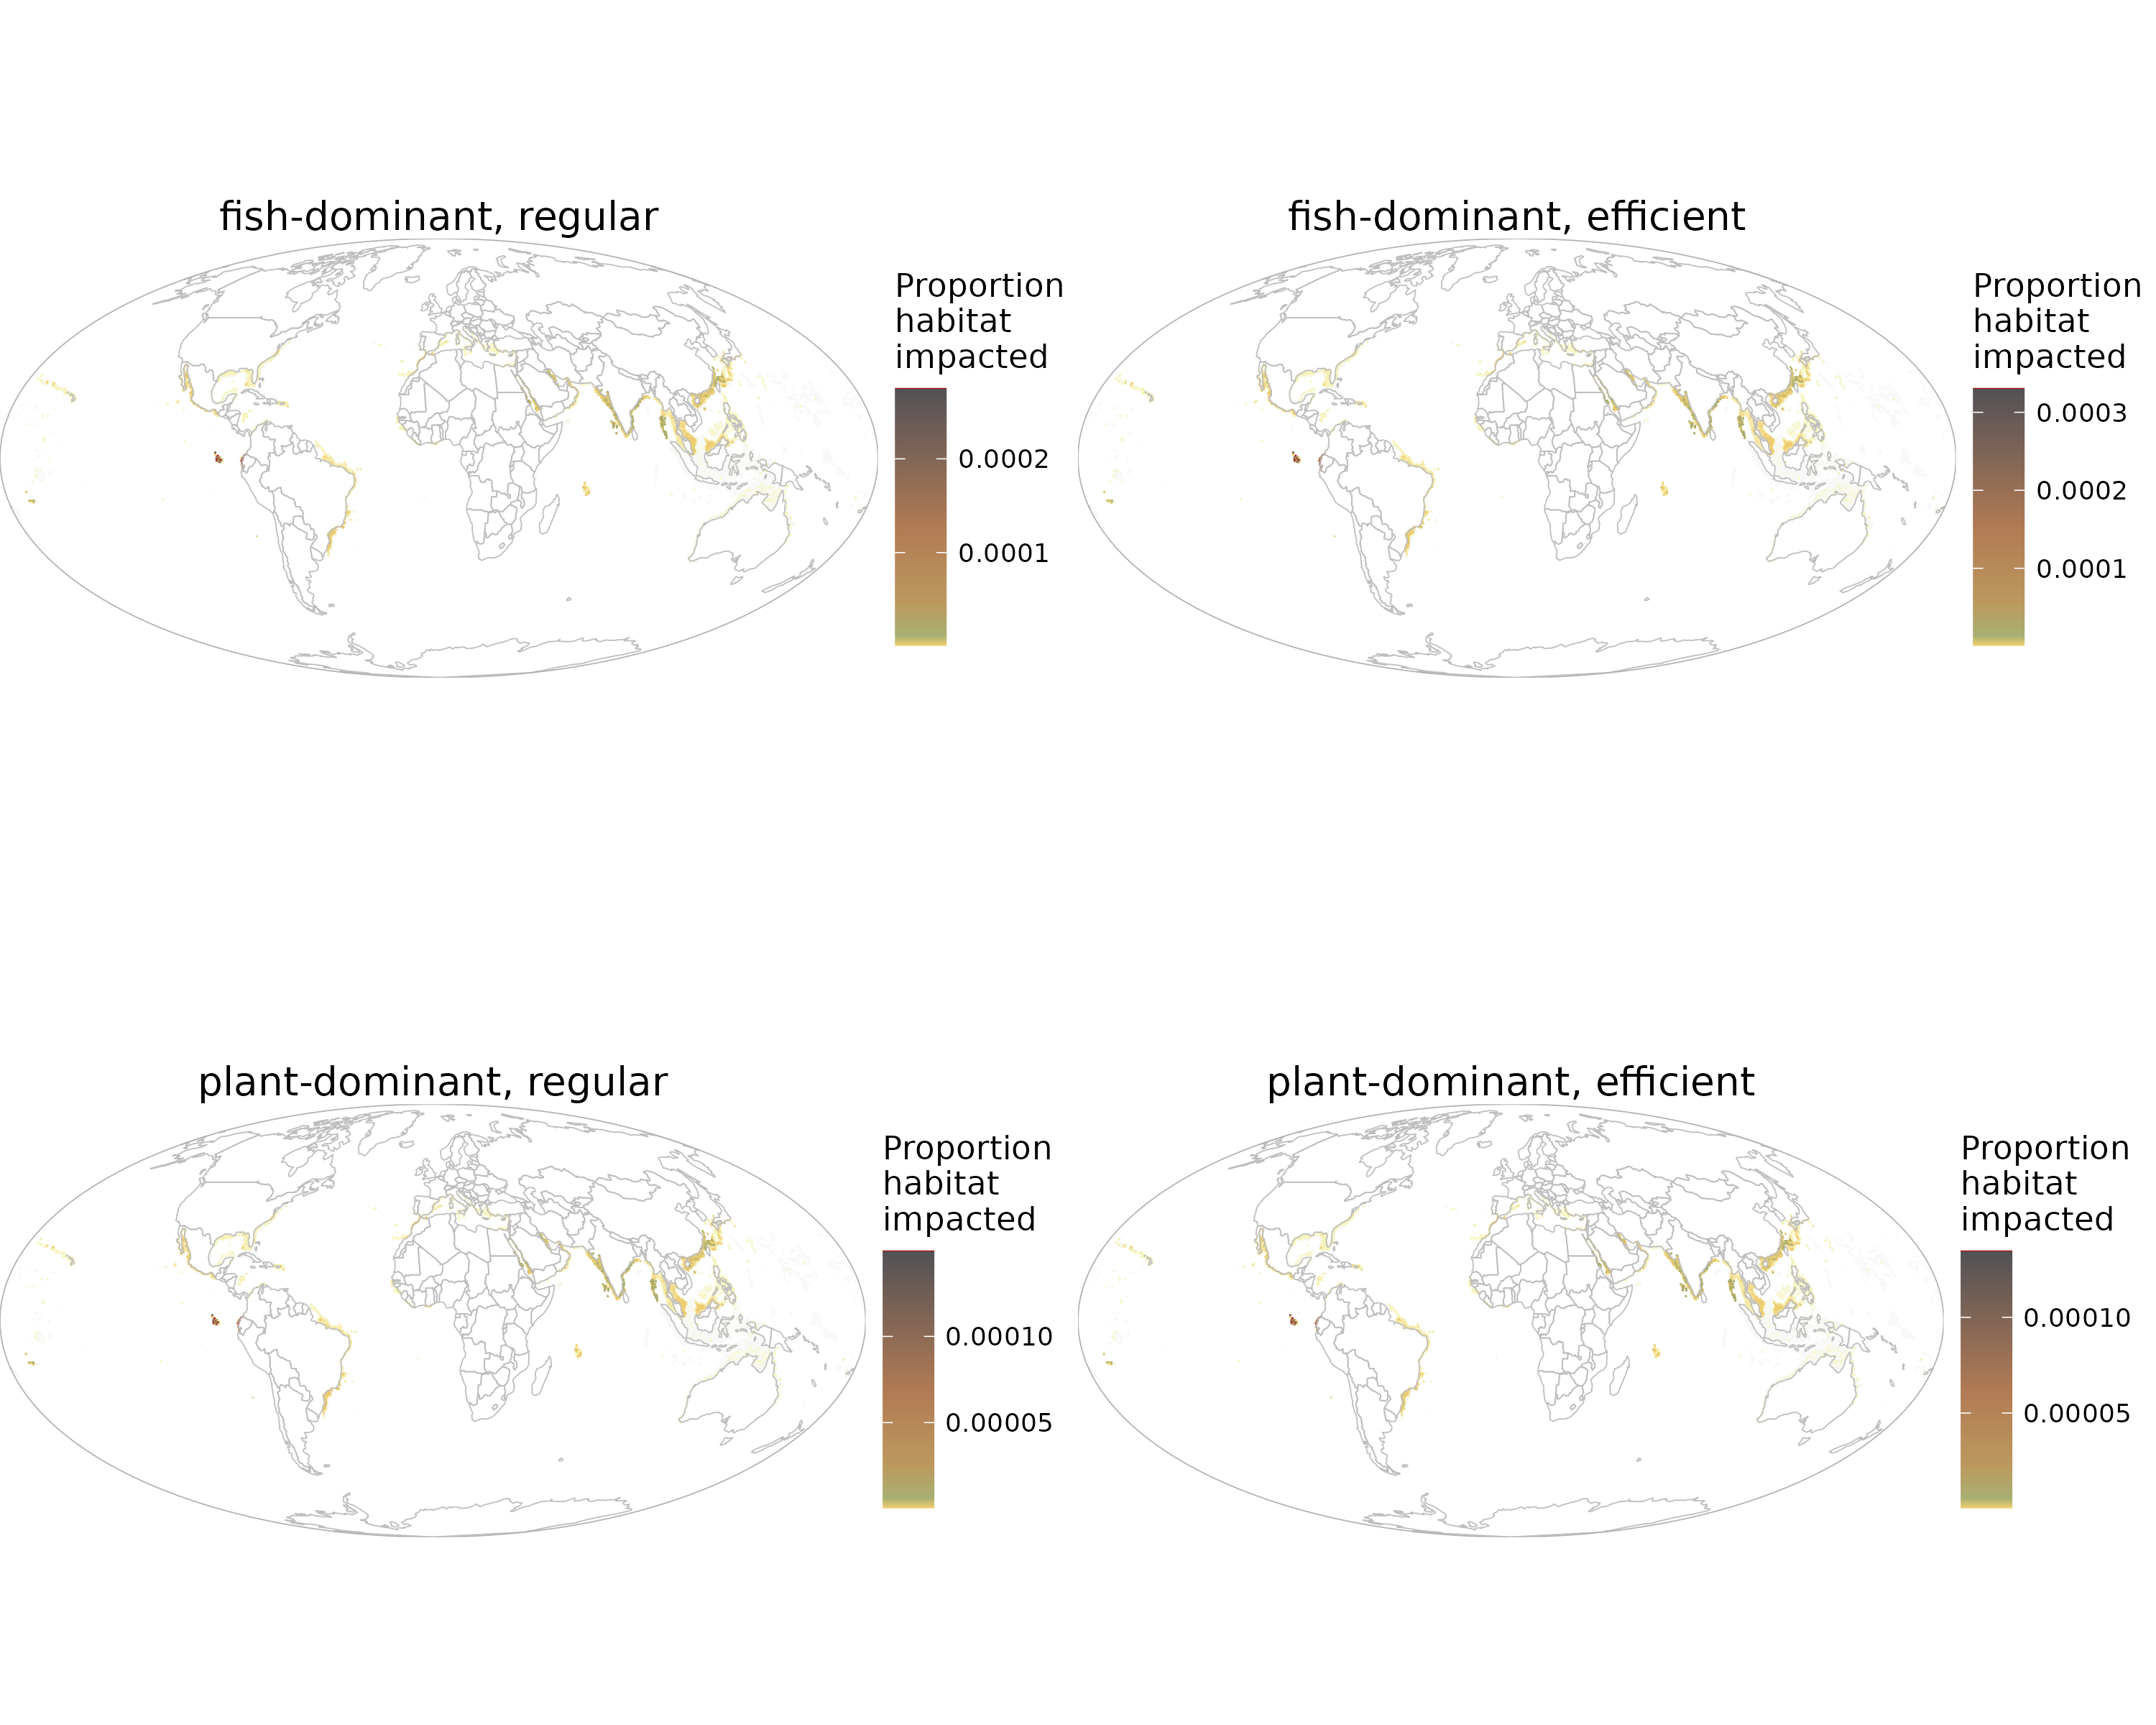 fish-dominant, regular
Proportion
habitat
impacted
0.0002
0.0001
fish-dominant, efficient
Proportion
habitat
impacted
0.0003
0.0002
0.0001
plant-dominant, regular
Proportion
habitat
impacted
0.00010
0.00005
plant-dominant, efficient
Proportion
habitat
impacted
0.00010
0.00005